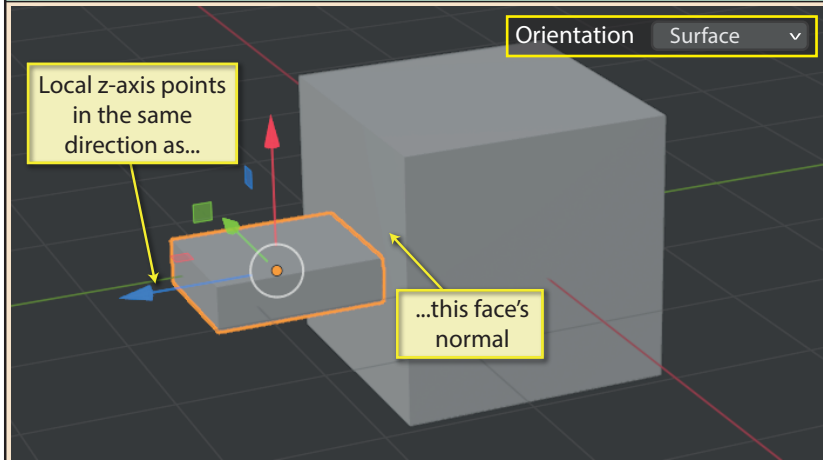 Orientation Surface
Local z-axis points
in the same
direction as...
...this face's
normal